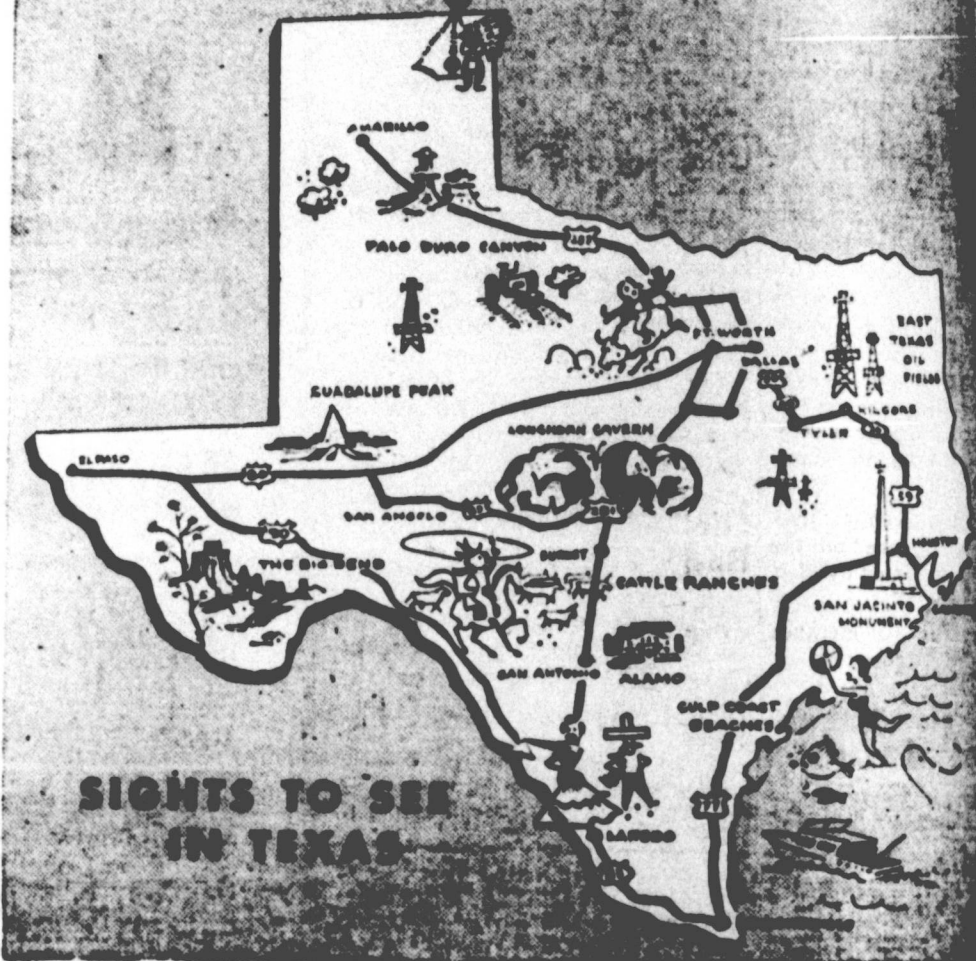 AMARILLO
PALO DURO CANYON
EAST
TEXAS
OIL
FIELDS
FT. WORTH
DALLAS
KILGORE
TYLER
GUADALUPE PEAK
LONGHORN CAVERN
EL PASO
SAN ANGELO
59
HOUSTON
THE BIG BEND
BURNET
CATTLE RANCHES
SAN JACINTO
MONUMENT
SAN ANTONIO
ALAMO
GULF COAST
BEACHES
77
LAREDO
SIGHTS TO SEE
IN TEXAS